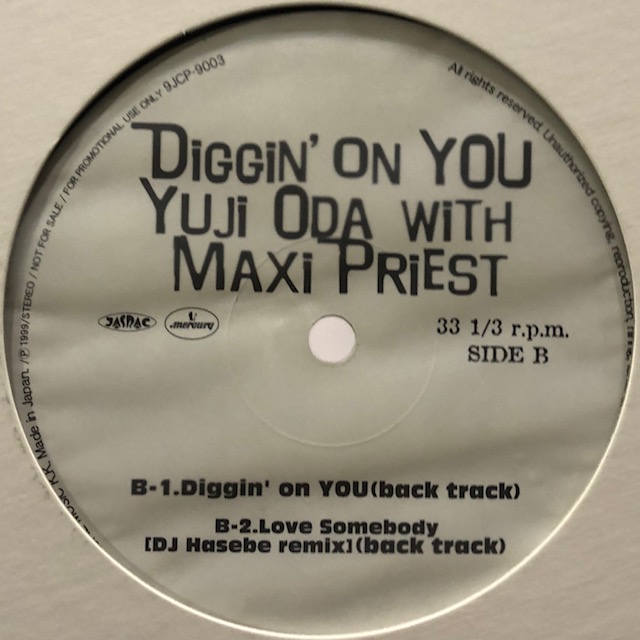 DiGGiN' ON YOU
YUJi ODA WiTH
MAXi PRiEST
JASRAC
mercury
33 1/3 r.p.m.
SIDE B
B-1.Diggin' on YOU(back track)
B-2.Love Somebody
[DJ Hasebe remix](back track)
Made in Japan. /℗ 1999/STEREO / NOT FOR SALE / FOR PROMOTIONAL USE ONLY 9JCP-9003
All rights reserved. Unauthorized copying, reproduction,